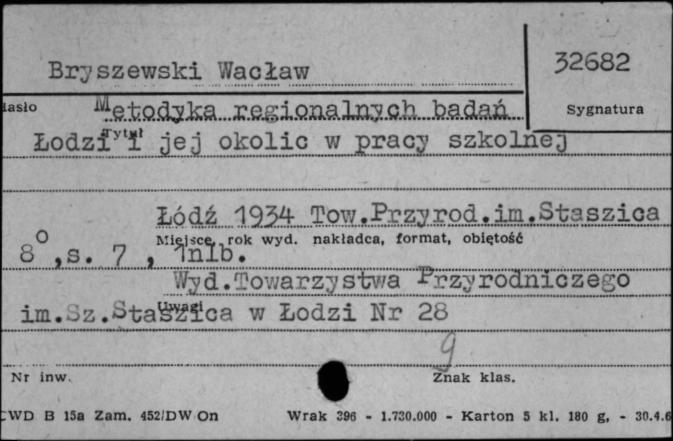 Bryszewski Wacław
32682
Metodyka regionalnych badań
Sygnatura
Tytuł
Łodzi i jej okolic w pracy szkolnej
Łódź 1934 Tow.Przyrod.im.Staszica
Miejsce, rok wyd. nakładca, format, objętość
8°,s. 7 , 1nlb.
Wyd.Towarzystwa Przyrodniczego
Uwagi
im.Sz.Staszica w Łodzi Nr 28
9
Nr inw.
Znak klas.
CWD B 15a Zam. 452/DW On Wrak 396 - 1.730.000 - Karton 5 kl. 180 g, - 30.4.6